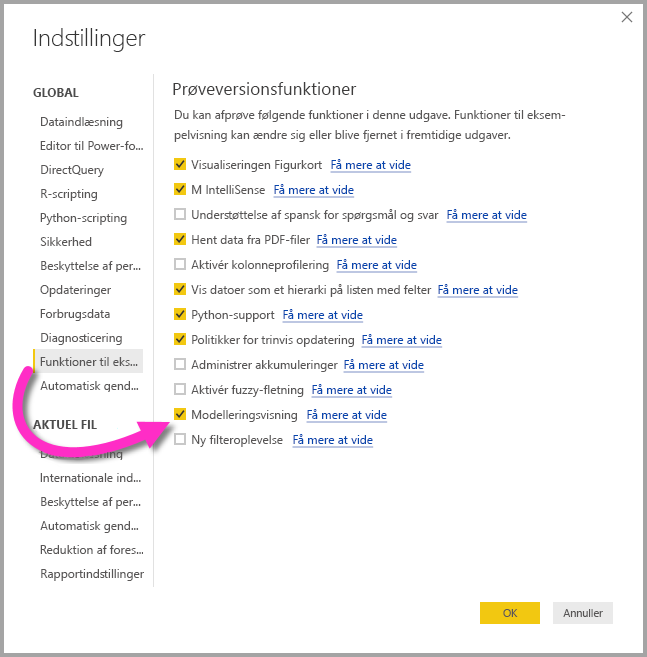 Indstillinger
GLOBAL
Dataindlæsning
Editor til Power-fo...
DirectQuery
R-scripting
Python-scripting
Sikkerhed
Beskyttelse af per...
Opdateringer
Forbrugsdata
Diagnosticering
Funktioner til eks...
Automatisk gend...
AKTUEL FIL
Internationale ind...
Beskyttelse af per...
Automatisk gend...
Reduktion af fores...
Rapportindstillinger
Prøveversionsfunktioner
Du kan afprøve følgende funktioner i denne udgave. Funktioner til eksem-
pelvisning kan ændre sig eller blive fjernet i fremtidige udgaver.
Visualiseringen Figurkort Få mere at vide
M IntelliSense Få mere at vide
Understøttelse af spansk for spørgsmål og svar Få mere at vide
Hent data fra PDF-filer Få mere at vide
Aktivér kolonneprofilering Få mere at vide
Vis datoer som et hierarki på listen med felter Få mere at vide
Python-support Få mere at vide
Politikker for trinvis opdatering Få mere at vide
Administrer akkumuleringer Få mere at vide
Aktivér fuzzy-fletning Få mere at vide
Modelleringsvisning Få mere at vide
Ny filteroplevelse Få mere at vide
OK
Annuller